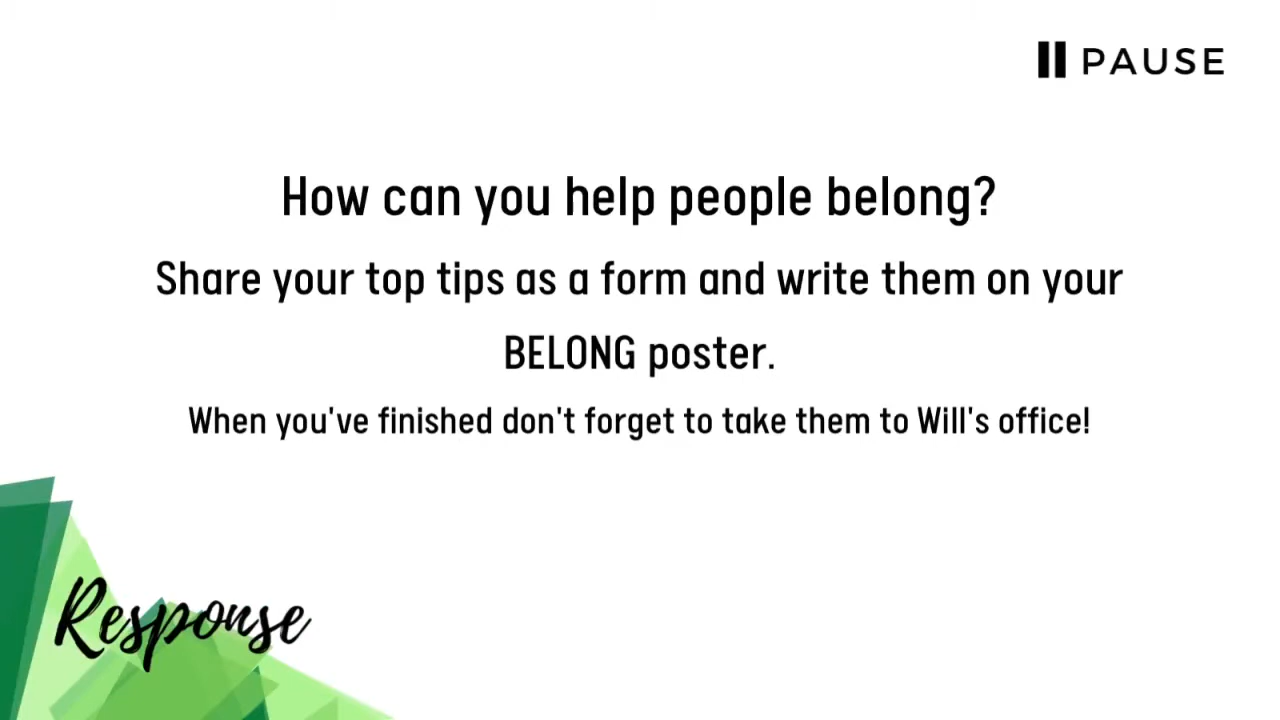 PAUSE
How can you help people belong?
Share your top tips as a form and write them on your
BELONG poster.
When you've finished don't forget to take them to Will's office!
Response